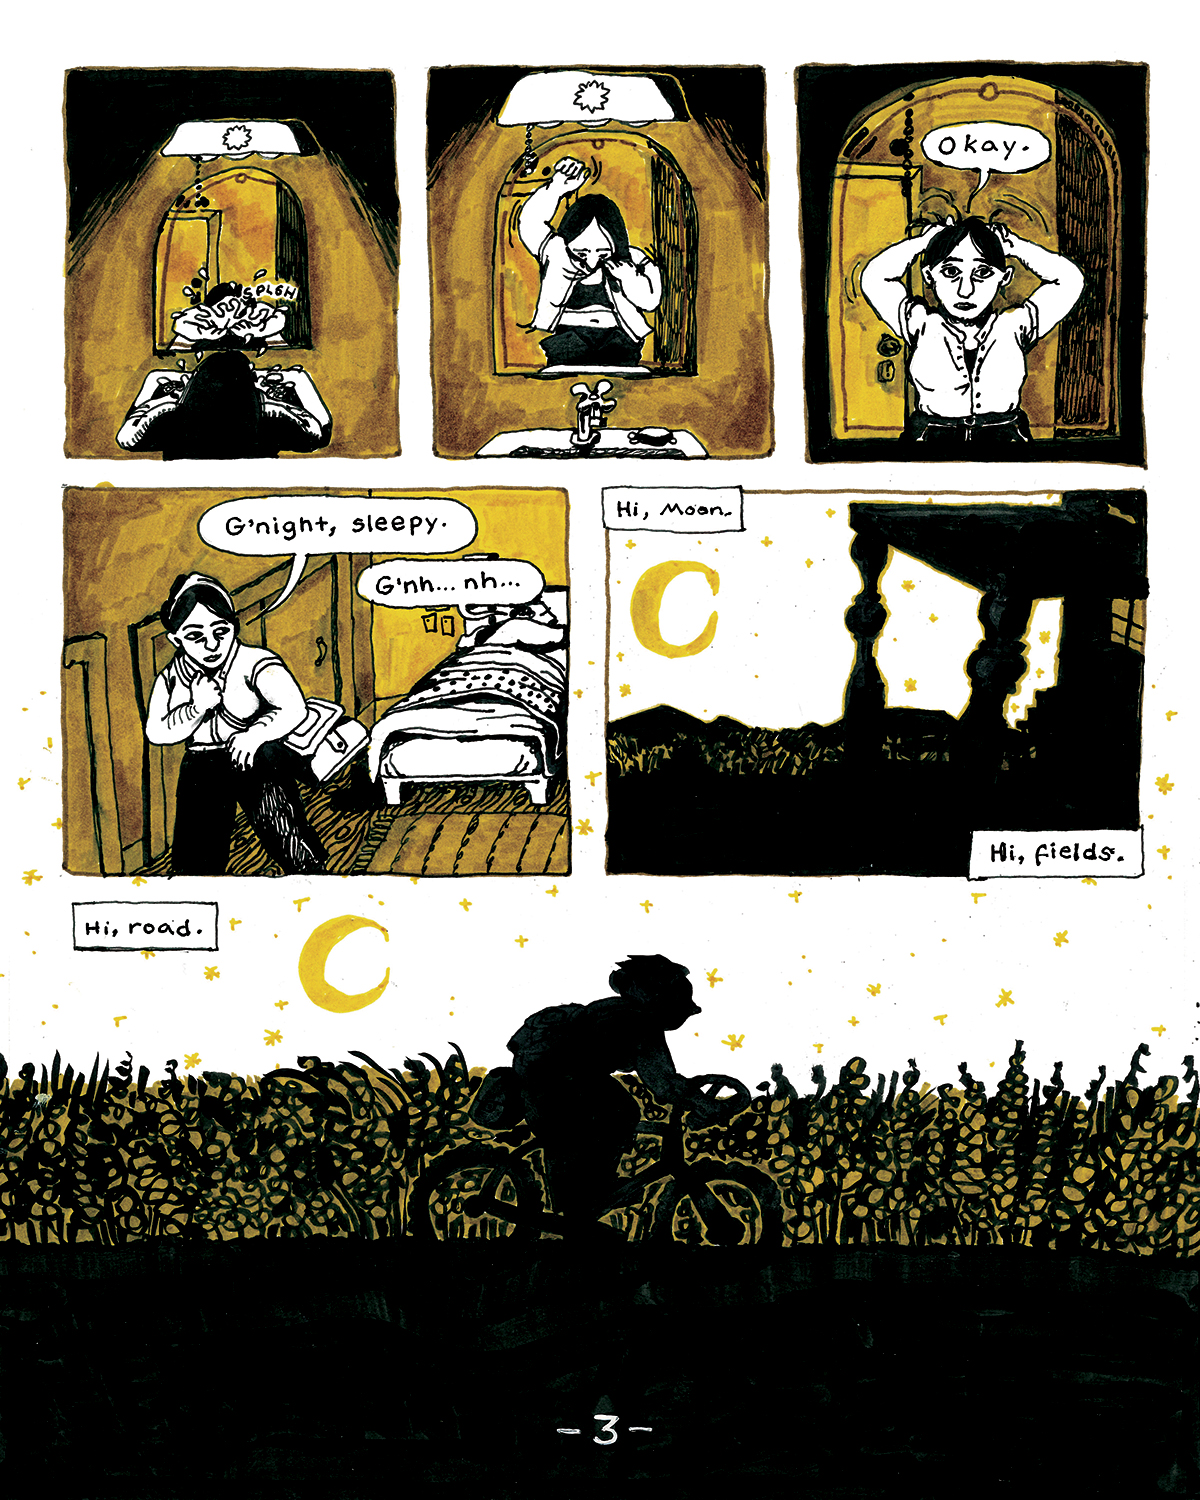 SPLSH
Okay.
G'night, sleepy.
G'nh... nh...
Hi, Moon.
Hi, fields.
Hi, road.
- 3 -